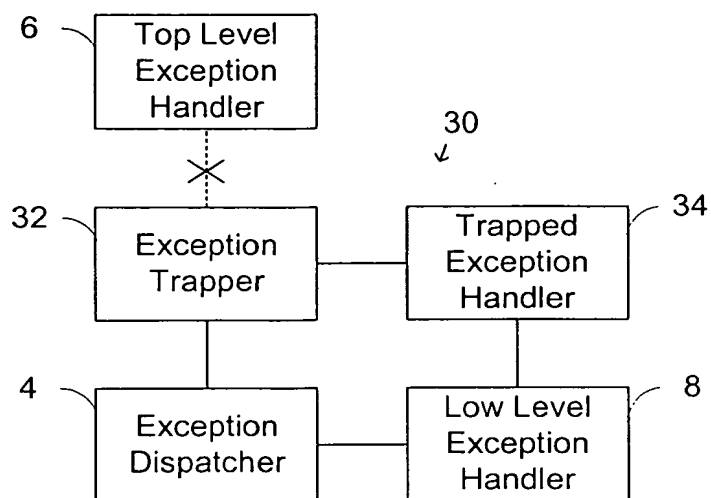 6
Top Level
Exception
Handler
30
32
Exception
Trapper
34
Trapped
Exception
Handler
4
Exception
Dispatcher
8
Low Level
Exception
Handler